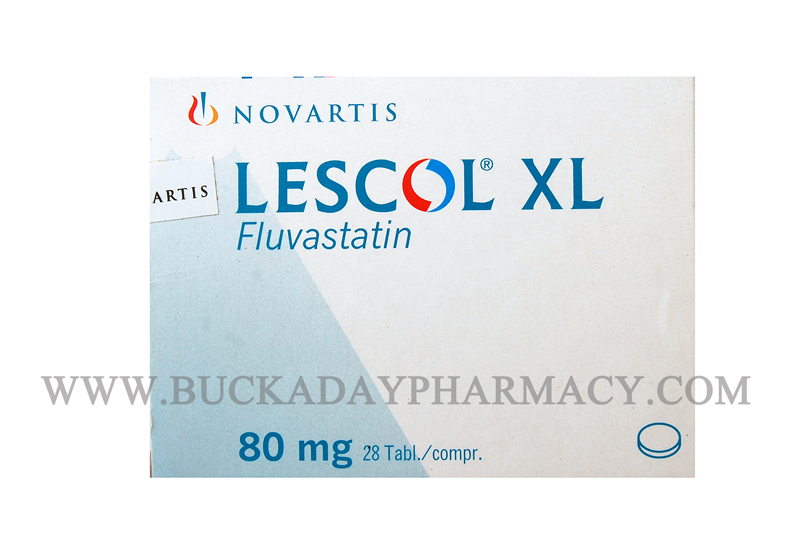 NOVARTIS
ARTIS
LESCOL® XL
Fluvastatin
WWW.BUCKADAYPHARMACY.COM
80 mg 28 Tabl./compr.